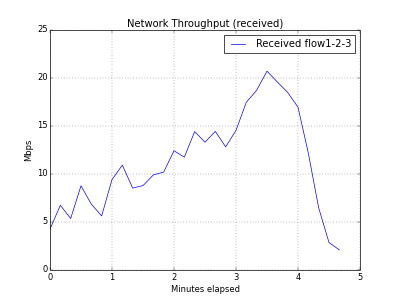 Network Throughput (received)
Received flow1-2-3
25
20
15
10
5
0
Mbps
0 1 2 3 4 5
Minutes elapsed